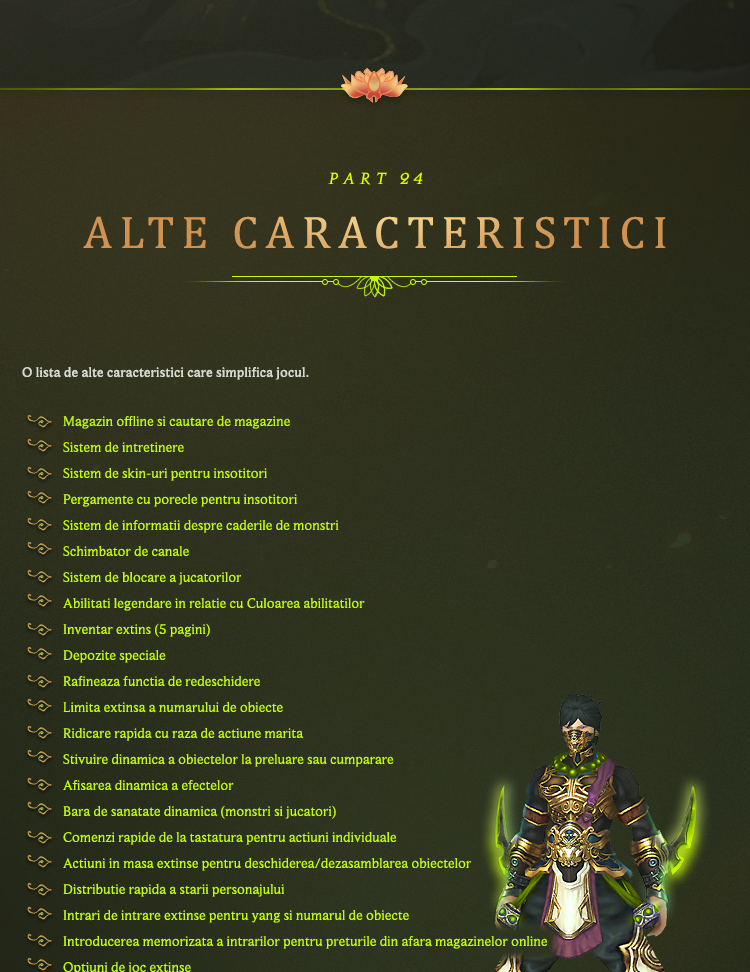 PART 24
ALTE CARACTERISTICI
O lista de alte caracteristici care simplifica jocul.
Magazin offline si cautare de magazine
Sistem de intretinere
Sistem de skin-uri pentru insotitori
Pergamente cu porecle pentru insotitori
Sistem de informatii despre caderile de monstri
Schimbator de canale
Sistem de blocare a jucatorilor
Abilitati legendare in relatie cu Culoarea abilitatilor
Inventar extins (5 pagini)
Depozite speciale
Rafineaza functia de redeschidere
Limita extinsa a numarului de obiecte
Ridicare rapida cu raza de actiune marita
Stivuire dinamica a obiectelor la preluare sau cumparare
Afisarea dinamica a efectelor
Bara de sanatate dinamica (monstri si jucatori)
Comenzi rapide de la tastatura pentru actiuni individuale
Actiuni in masa extinse pentru deschiderea/dezasamblarea obiectelor
Distributie rapida a starii personajului
Intrari de intrare extinse pentru yang si numarul de obiecte
Introducerea memorizata a intrarilor pentru preturile din afara magazinelor online
Optiuni de joc extinse